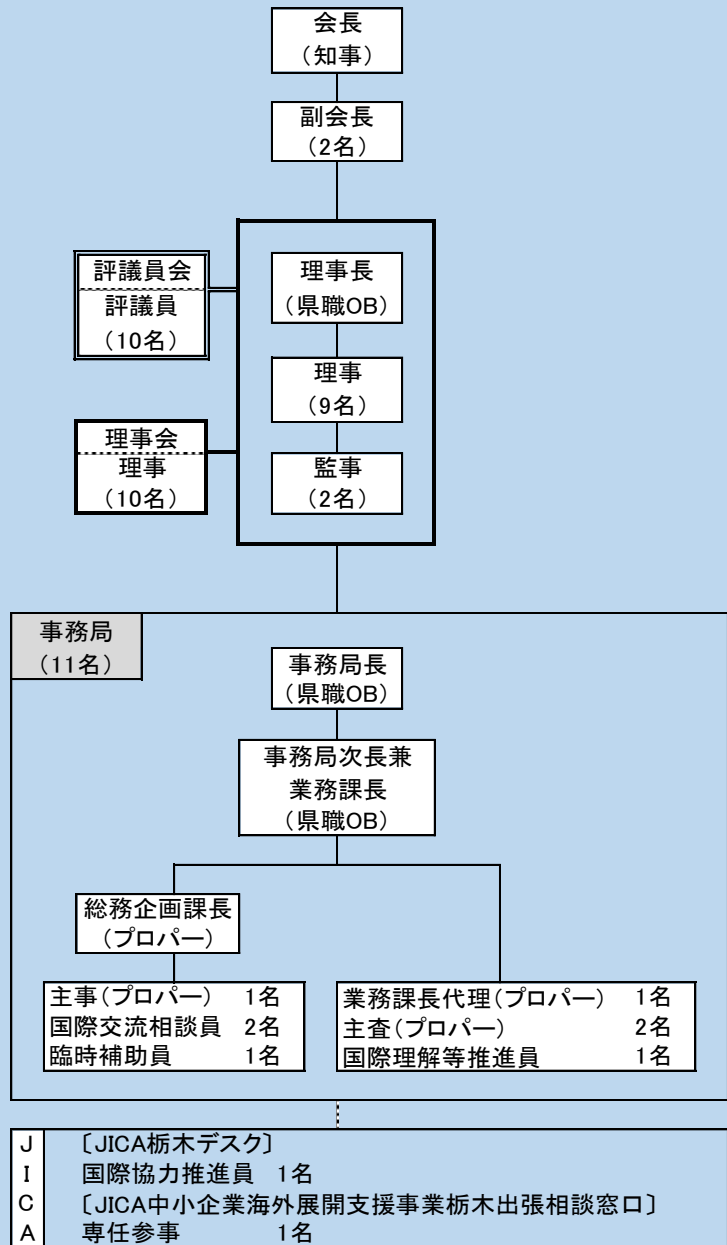 会長
(知事)
副会長
(2名)
評議員会
評議員
(10名)
理事会
理事
(10名)
理事長
(県職OB)
理事
(9名)
監事
(2名)
事務局
(11名)
事務局長
(県職OB)
事務局次長兼
業務課長
(県職OB)
総務企画課長
(プロパー)
主事(プロパー) 1名
国際交流相談員 2名
臨時補助員 1名
業務課長代理(プロパー) 1名
主査(プロパー) 2名
国際理解等推進員 1名
JICA
〔JICA栃木デスク〕
国際協力推進員 1名
〔JICA中小企業海外展開支援事業栃木出張相談窓口〕
専任参事 1名